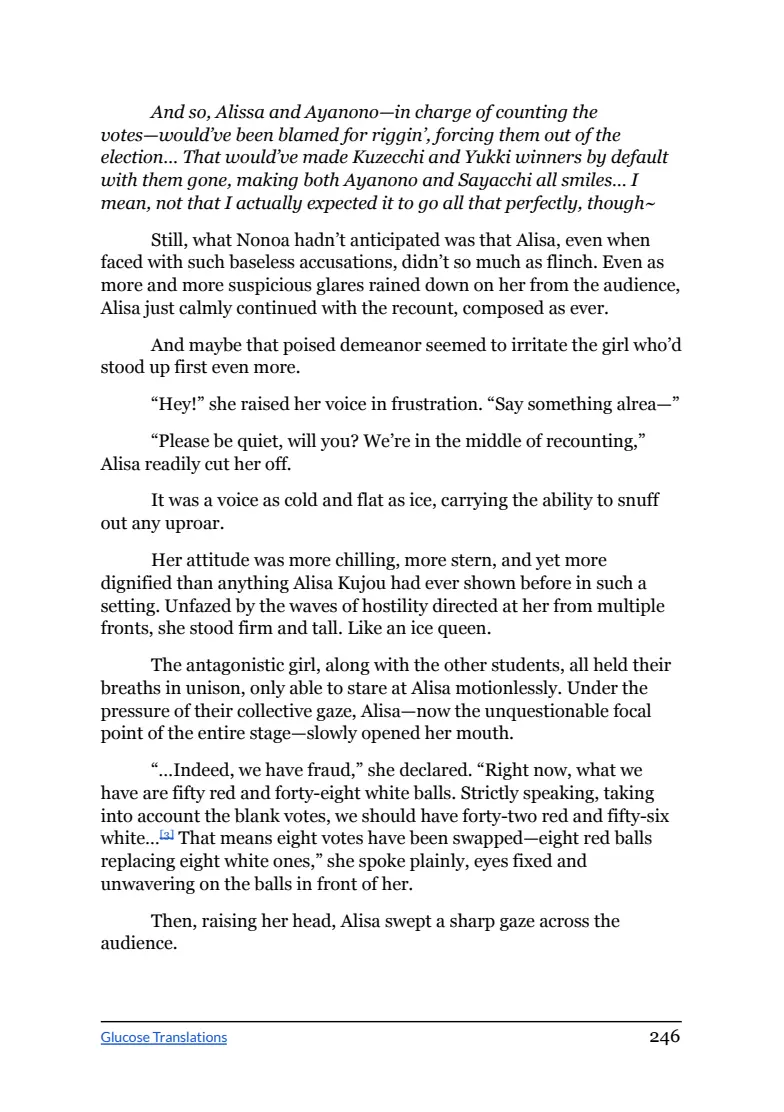 And so, Alissa and Ayanono—in charge of counting the
votes—would’ve been blamed for riggin’, forcing them out of the
election… That would’ve made Kuzecchi and Yukki winners by default
with them gone, making both Ayanono and Sayacchi all smiles… I
mean, not that I actually expected it to go all that perfectly, though~
Still, what Nonoa hadn’t anticipated was that Alisa, even when
faced with such baseless accusations, didn’t so much as flinch. Even as
more and more suspicious glares rained down on her from the audience,
Alisa just calmly continued with the recount, composed as ever.
And maybe that poised demeanor seemed to irritate the girl who’d
stood up first even more.
“Hey!” she raised her voice in frustration. “Say something alrea—”
“Please be quiet, will you? We’re in the middle of recounting,”
Alisa readily cut her off.
It was a voice as cold and flat as ice, carrying the ability to snuff
out any uproar.
Her attitude was more chilling, more stern, and yet more
dignified than anything Alisa Kujou had ever shown before in such a
setting. Unfazed by the waves of hostility directed at her from multiple
fronts, she stood firm and tall. Like an ice queen.
The antagonistic girl, along with the other students, all held their
breaths in unison, only able to stare at Alisa motionlessly. Under the
pressure of their collective gaze, Alisa—now the unquestionable focal
point of the entire stage—slowly opened her mouth.
“…Indeed, we have fraud,” she declared. “Right now, what we
have are fifty red and forty-eight white balls. Strictly speaking, taking
into account the blank votes, we should have forty-two red and fifty-six
white…[3] That means eight votes have been swapped—eight red balls
replacing eight white ones,” she spoke plainly, eyes fixed and
unwavering on the balls in front of her.
Then, raising her head, Alisa swept a sharp gaze across the
audience.
Glucose Translations 246